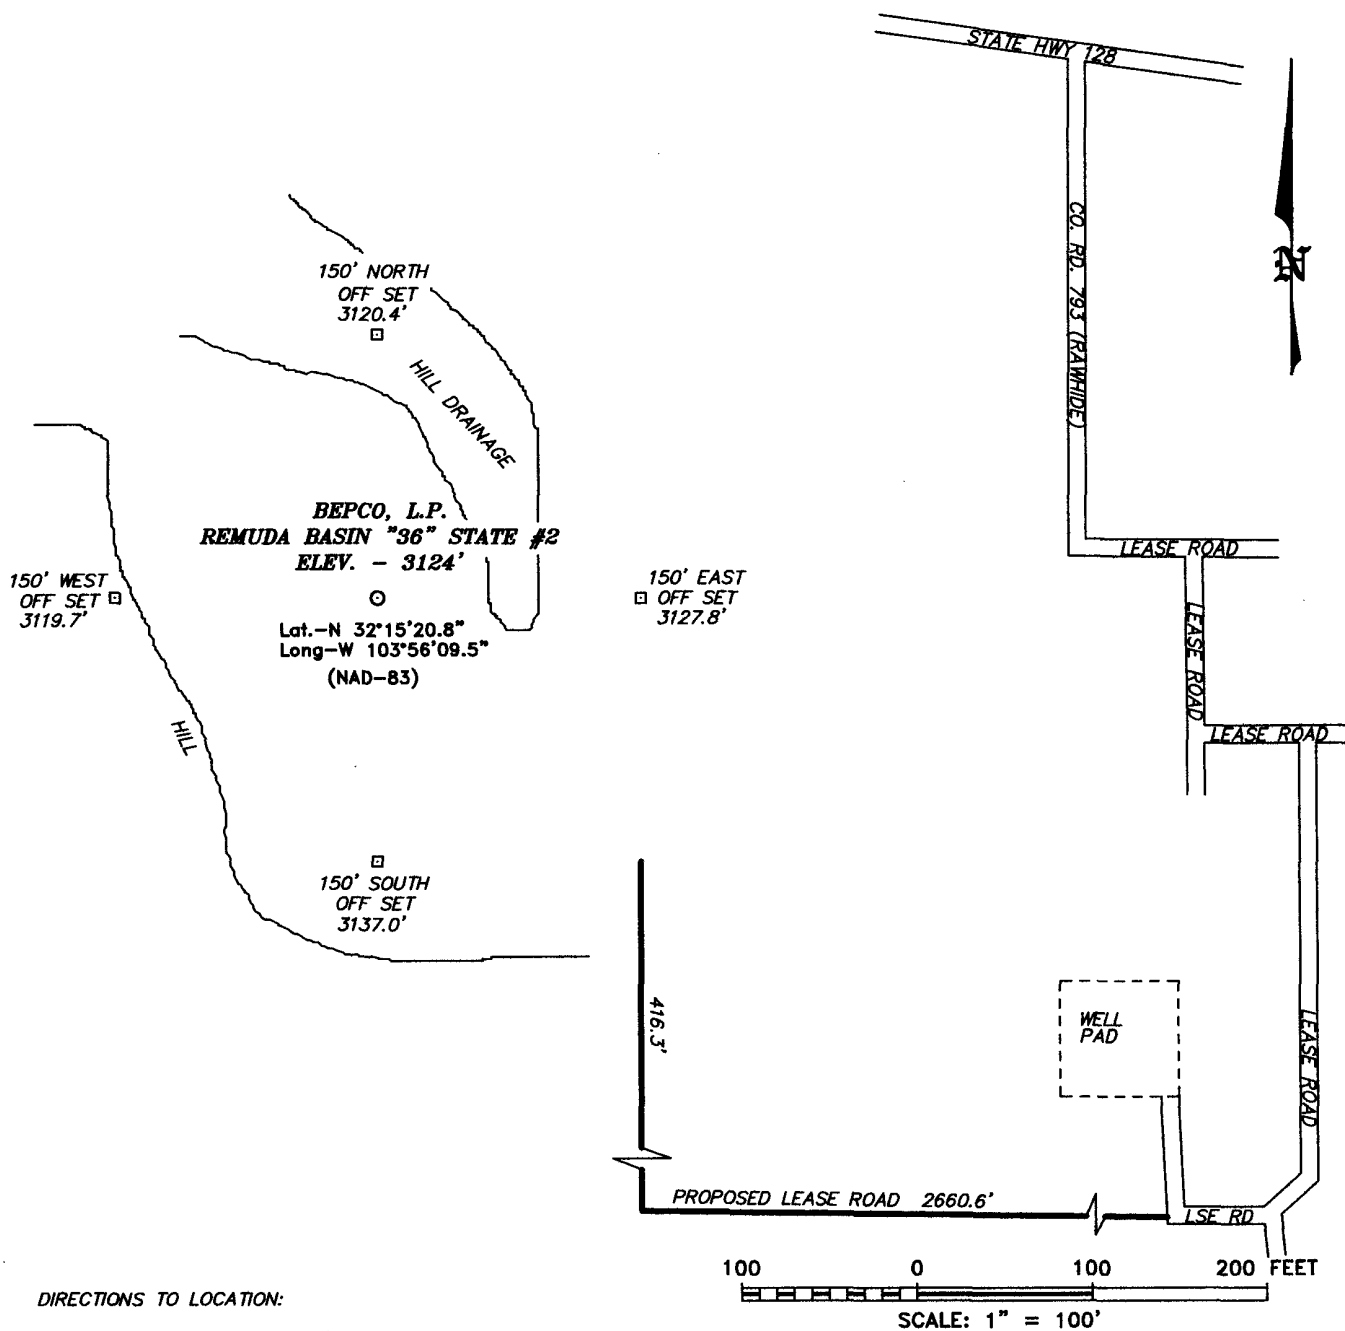 STATE HWY 128
CO. RD. 793 (RAWHIDE)
N
150' NORTH
OFF SET
3120.4'
HILL DRAINAGE
BEPCO, L.P.
REMUDA BASIN "36" STATE #2
ELEV. - 3124'
150' WEST
OFF SET
3119.7'
150' EAST
OFF SET
3127.8'
Lat.-N 32°15'20.8"
Long-W 103°56'09.5"
(NAD-83)
HILL
LEASE ROAD
LEASE ROAD
LEASE ROAD
150' SOUTH
OFF SET
3137.0'
416.3'
WELL
PAD
LEASE ROAD
PROPOSED LEASE ROAD 2660.6'
LSE RD
100 0 100 200 FEET
SCALE: 1" = 100'
DIRECTIONS TO LOCATION: